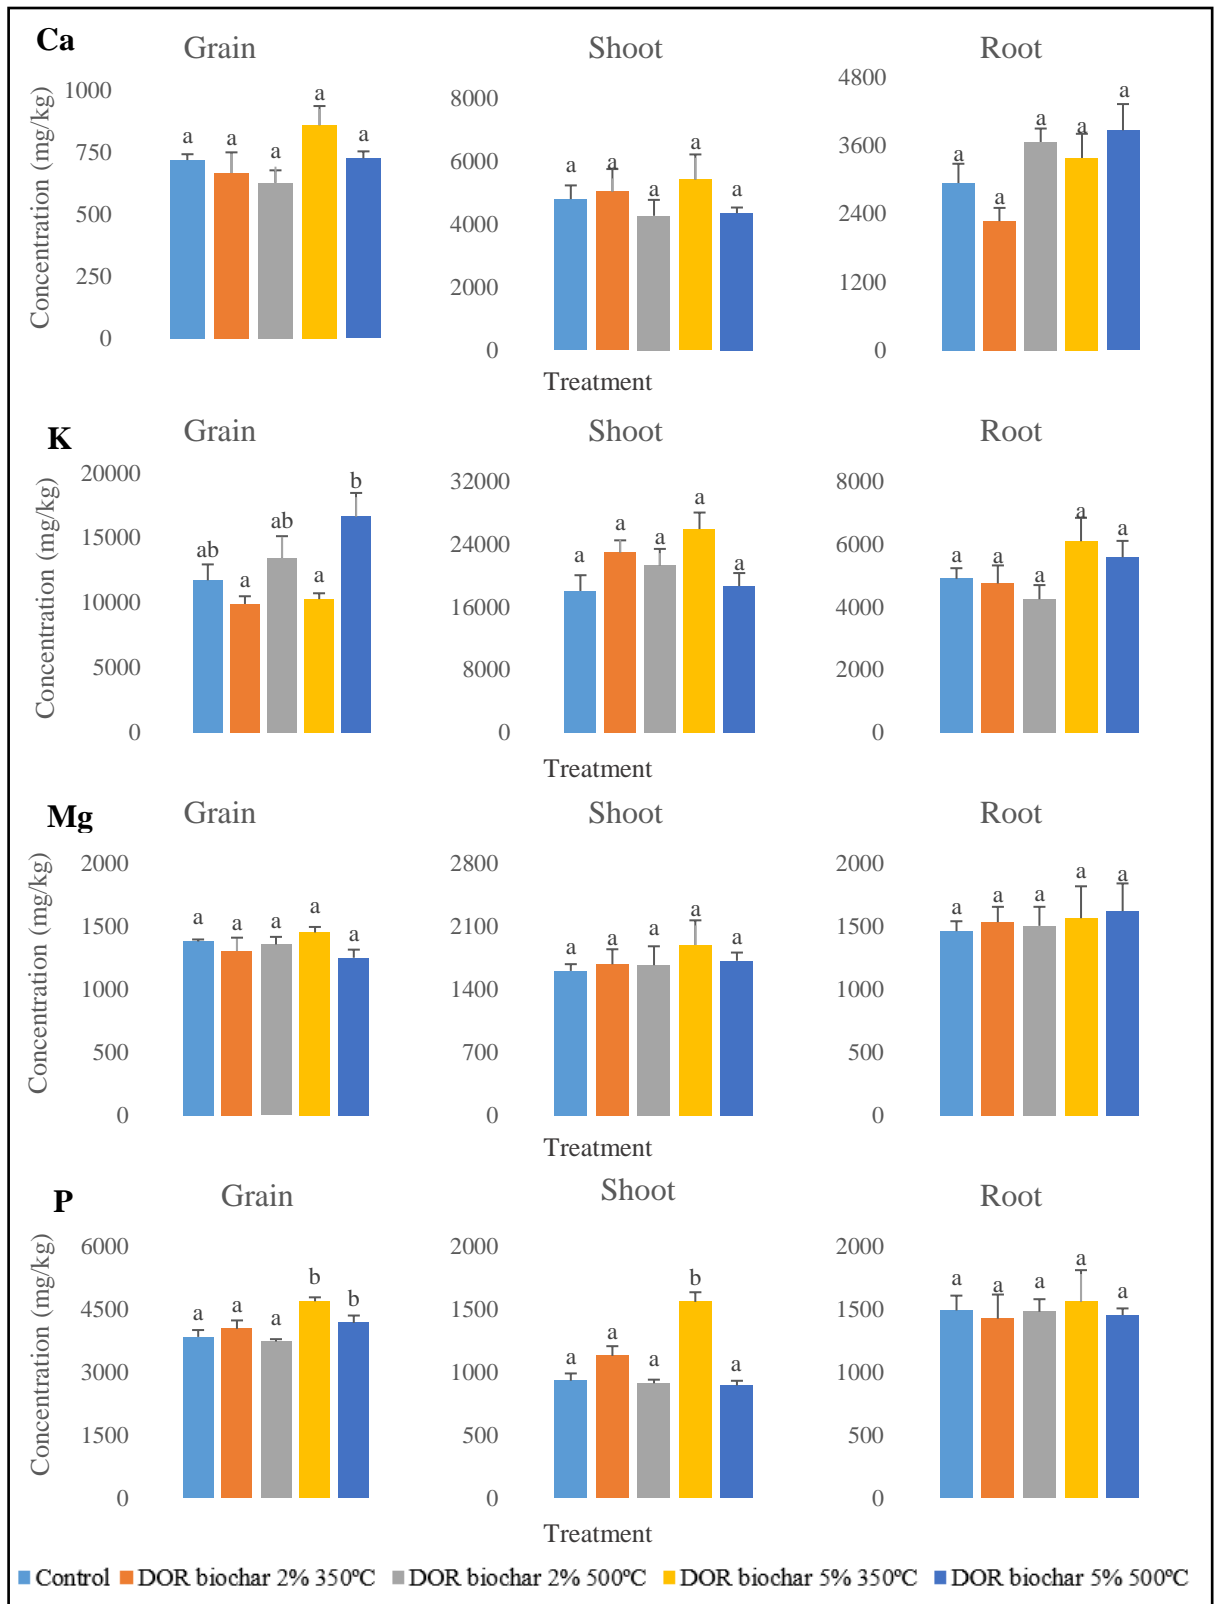 Ca
Grain Shoot Root
Concentration (mg/kg)
1000
750
500
250
0
a a a a a
8000
6000
4000
2000
0
a a a a a
4800
3600
2400
1200
0
a a a a a
Treatment
K
Grain Shoot Root
Concentration (mg/kg)
20000
15000
10000
5000
0
ab a ab a b
32000
24000
16000
8000
0
a a a a a
8000
6000
4000
2000
0
a a a a a
Treatment
Mg
Grain Shoot Root
Concentration (mg/kg)
2000
1500
1000
500
0
a a a a a
2800
2100
1400
700
0
a a a a a
2000
1500
1000
500
0
a a a a a
Treatment
P
Grain Shoot Root
Concentration (mg/kg)
6000
4500
3000
1500
0
a a a b b
2000
1500
1000
500
0
a a a b a
2000
1500
1000
500
0
a a a a a
Treatment
Control DOR biochar 2% 350ºC DOR biochar 2% 500ºC DOR biochar 5% 350ºC DOR biochar 5% 500ºC